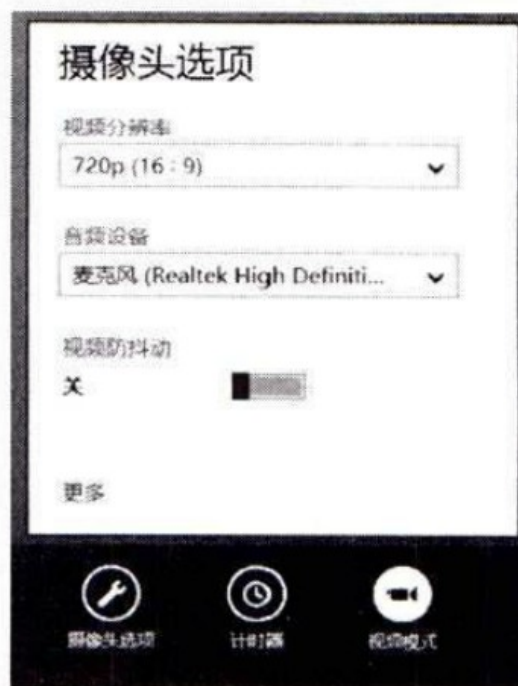 摄像头选项
视频分辨率
720p (16:9)
音频设备
麦克风 (Realtek High Definiti...
视频防抖动
关
更多
摄像头选项
计时器
视频模式